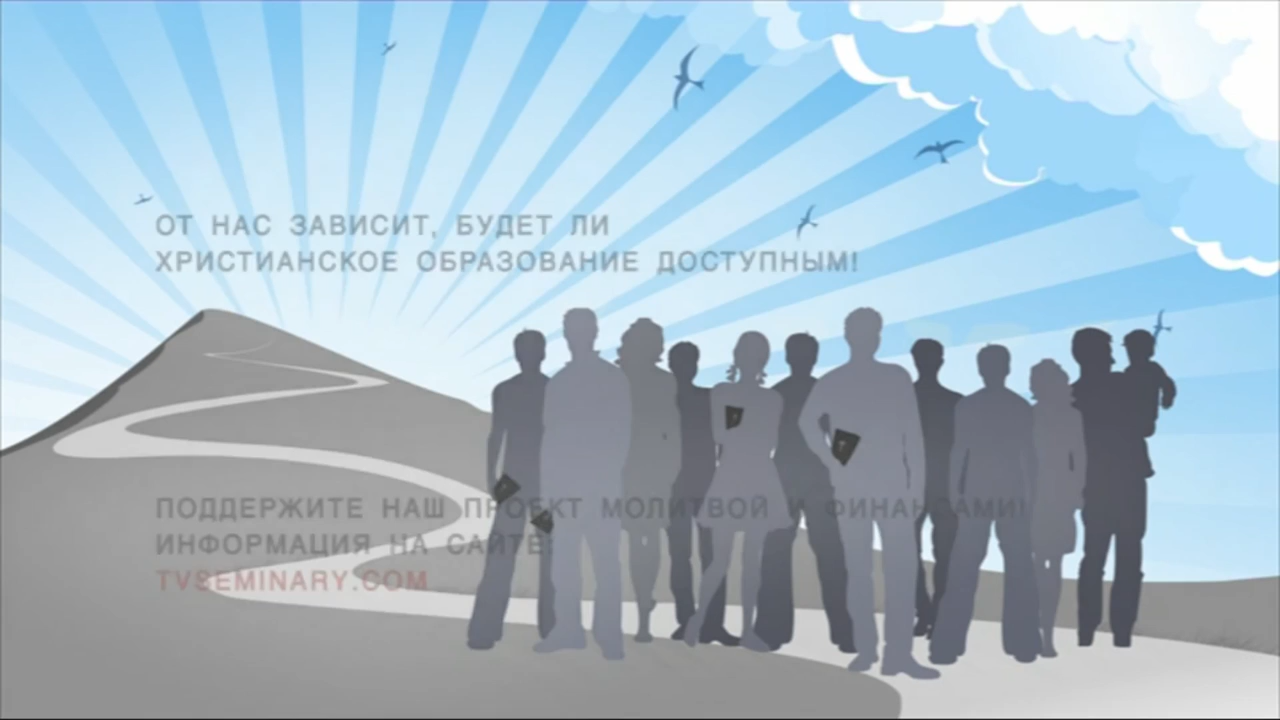 ОТ НАС ЗАВИСИТ, БУДЕТ ЛИ
ХРИСТИАНСКОЕ ОБРАЗОВАНИЕ ДОСТУПНЫМ!
ПОДДЕРЖИТЕ НАШ ПРОЕКТ МОЛИТВОЙ И ФИНАНСАМИ!
ИНФОРМАЦИЯ НА САЙТЕ:
TVSEMINARY.COM